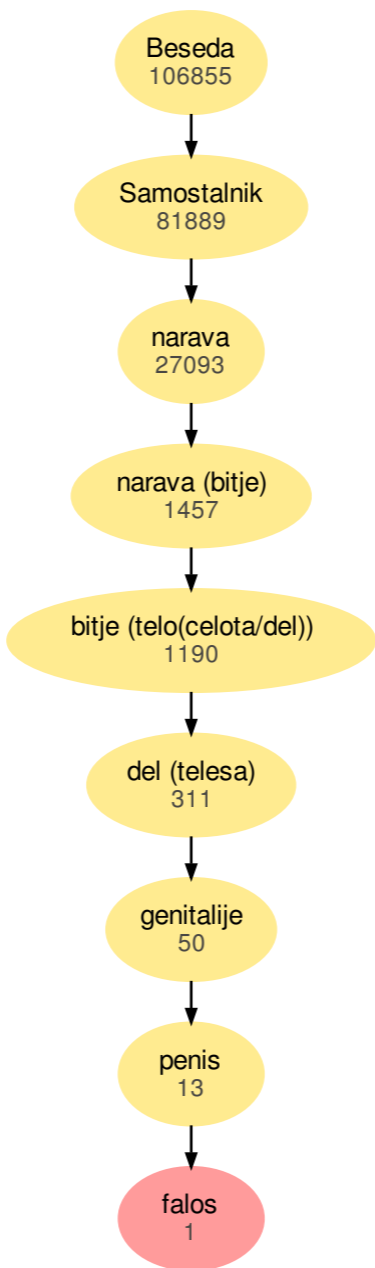 Beseda
106855
Samostalnik
81889
narava
27093
narava (bitje)
1457
bitje (telo(celota/del))
1190
del (telesa)
311
genitalije
50
penis
13
falos
1